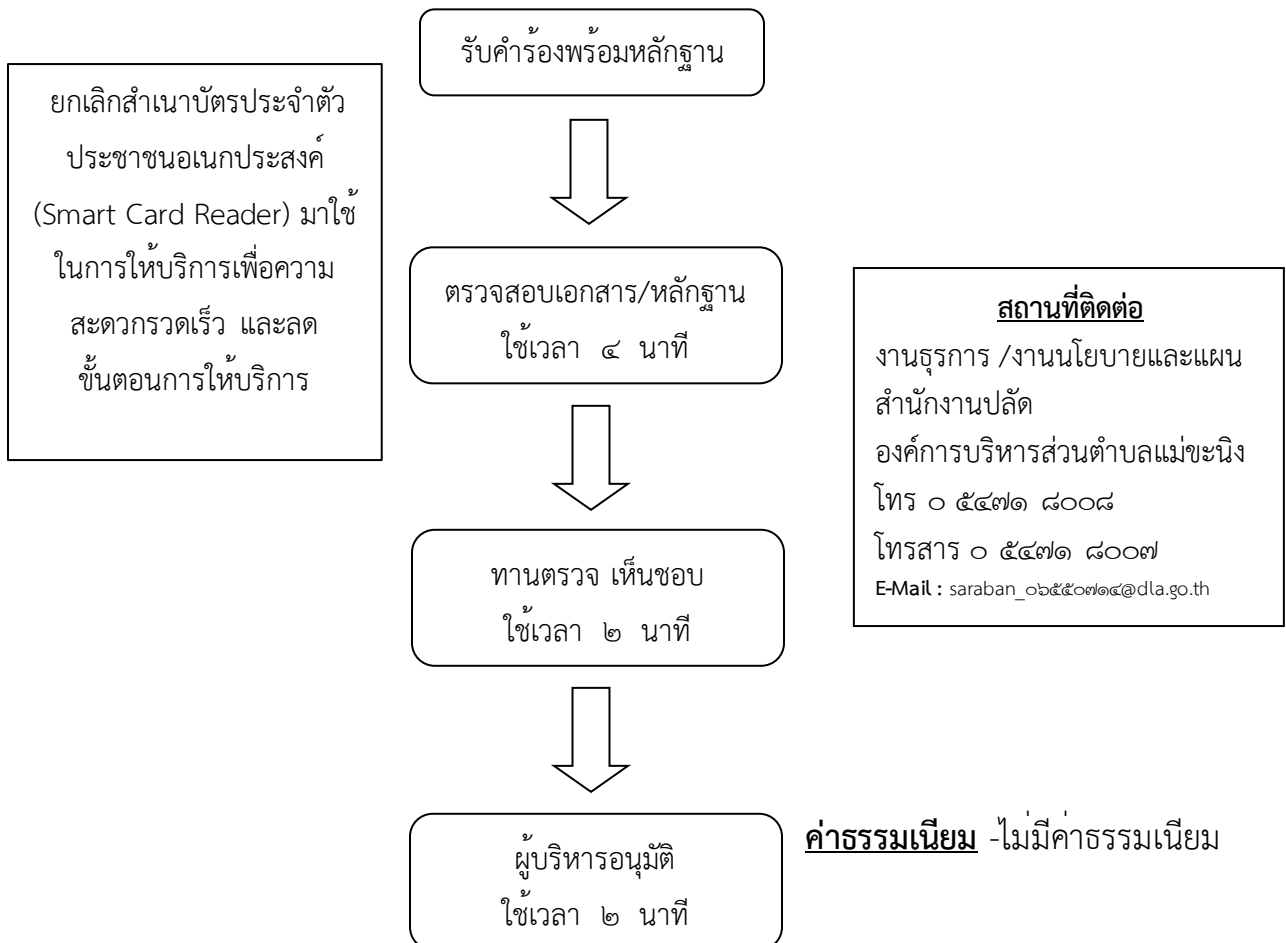 รับคำร้องพร้อมหลักฐาน
ยกเลิกสำเนาบัตรประจำตัว
ประชาชนอเนกประสงค์
(Smart Card Reader) มาใช้
ในการให้บริการเพื่อความ
สะดวกรวดเร็ว และลด
ขั้นตอนการให้บริการ
ตรวจสอบเอกสาร/หลักฐาน
ใช้เวลา ๔ นาที
สถานที่ติดต่อ
งานธุรการ /งานนโยบายและแผน
สำนักงานปลัด
องค์การบริหารส่วนตำบลแม่ขะนิง
โทร ๐ ๕๔๗๑ ๘๐๐๘
โทรสาร ๐ ๕๔๗๑ ๘๐๐๗
E-Mail : saraban_๐๖๕๕๐๗๑๔@dla.go.th
ทานตรวจ เห็นชอบ
ใช้เวลา ๒ นาที
ผู้บริหารอนุมัติ
ใช้เวลา ๒ นาที
ค่าธรรมเนียม -ไม่มีค่าธรรมเนียม